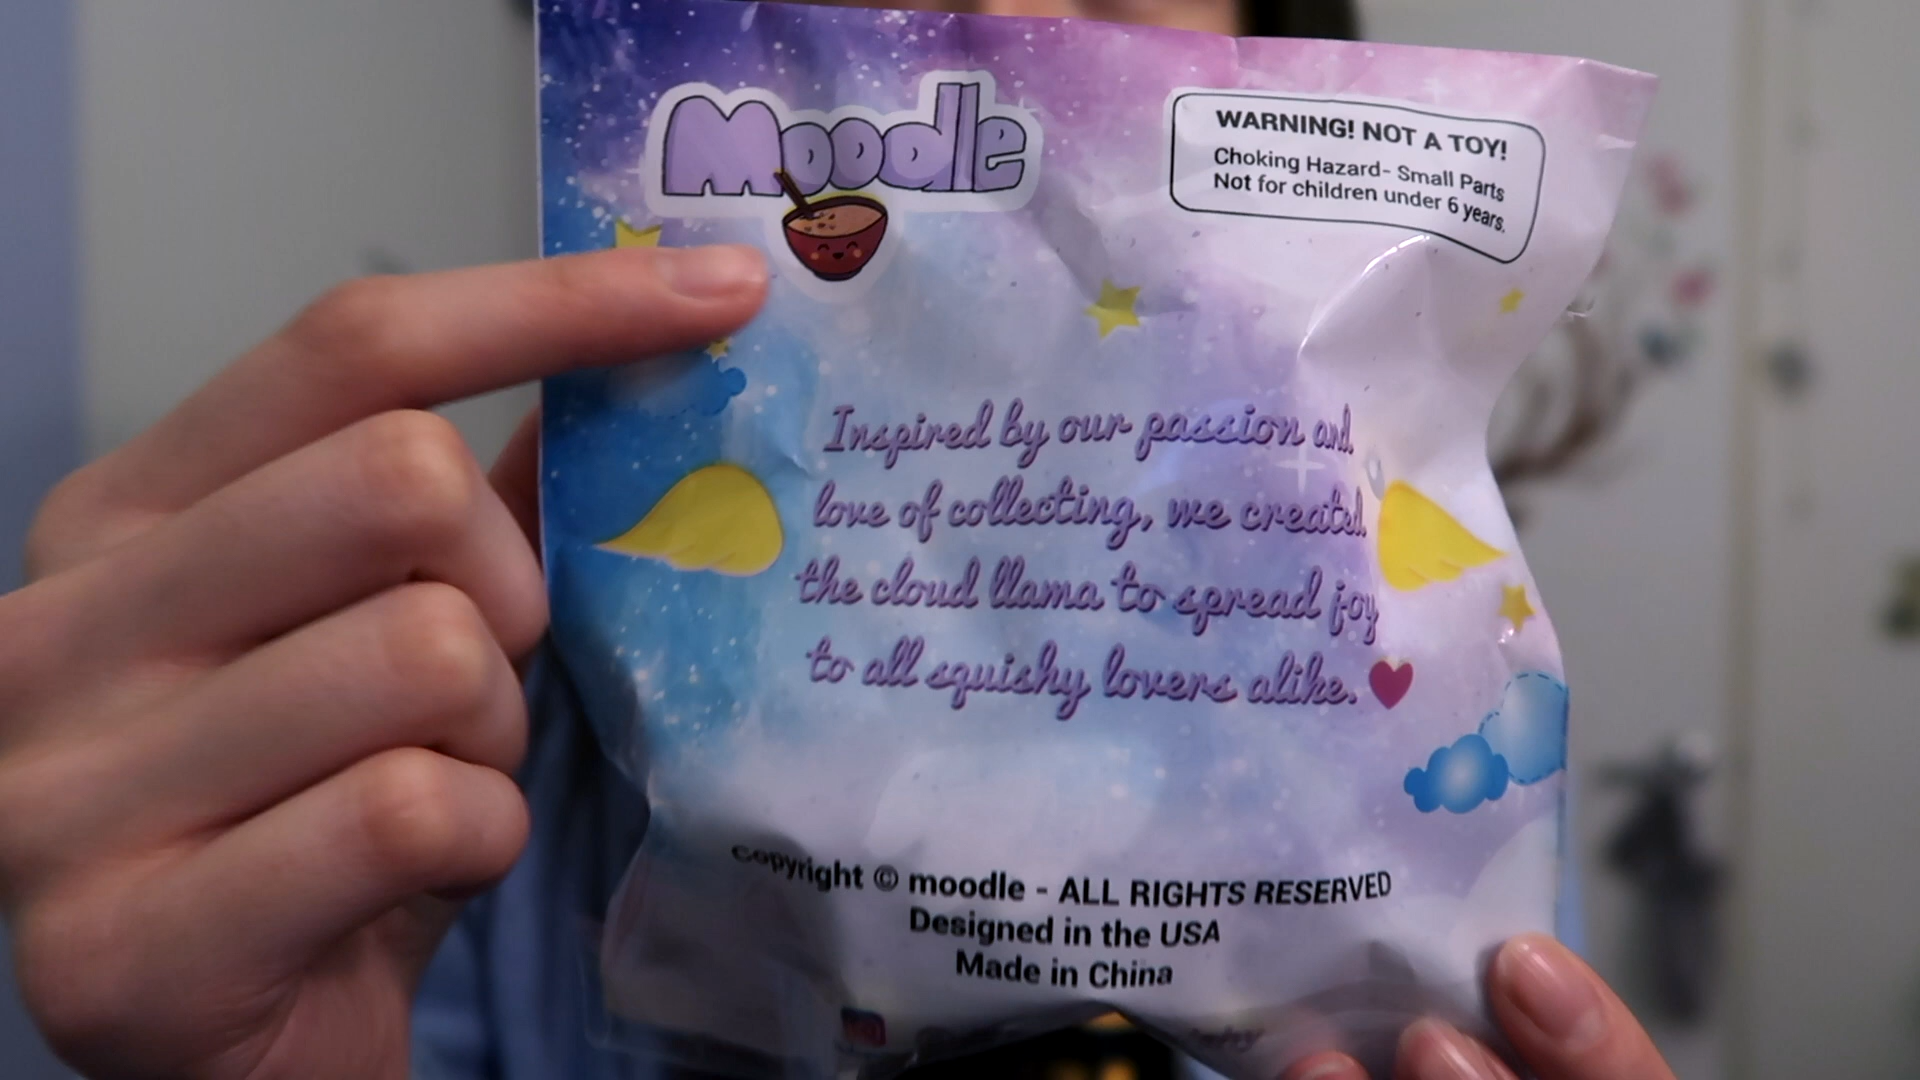 Moodle
WARNING! NOT A TOY!
Choking Hazard- Small Parts
Not for children under 6 years.
Inspired by our passion and
love of collecting, we created
the cloud llama to spread joy
to all squishy lovers alike.
Copyright © moodle - ALL RIGHTS RESERVED
Designed in the USA
Made in China